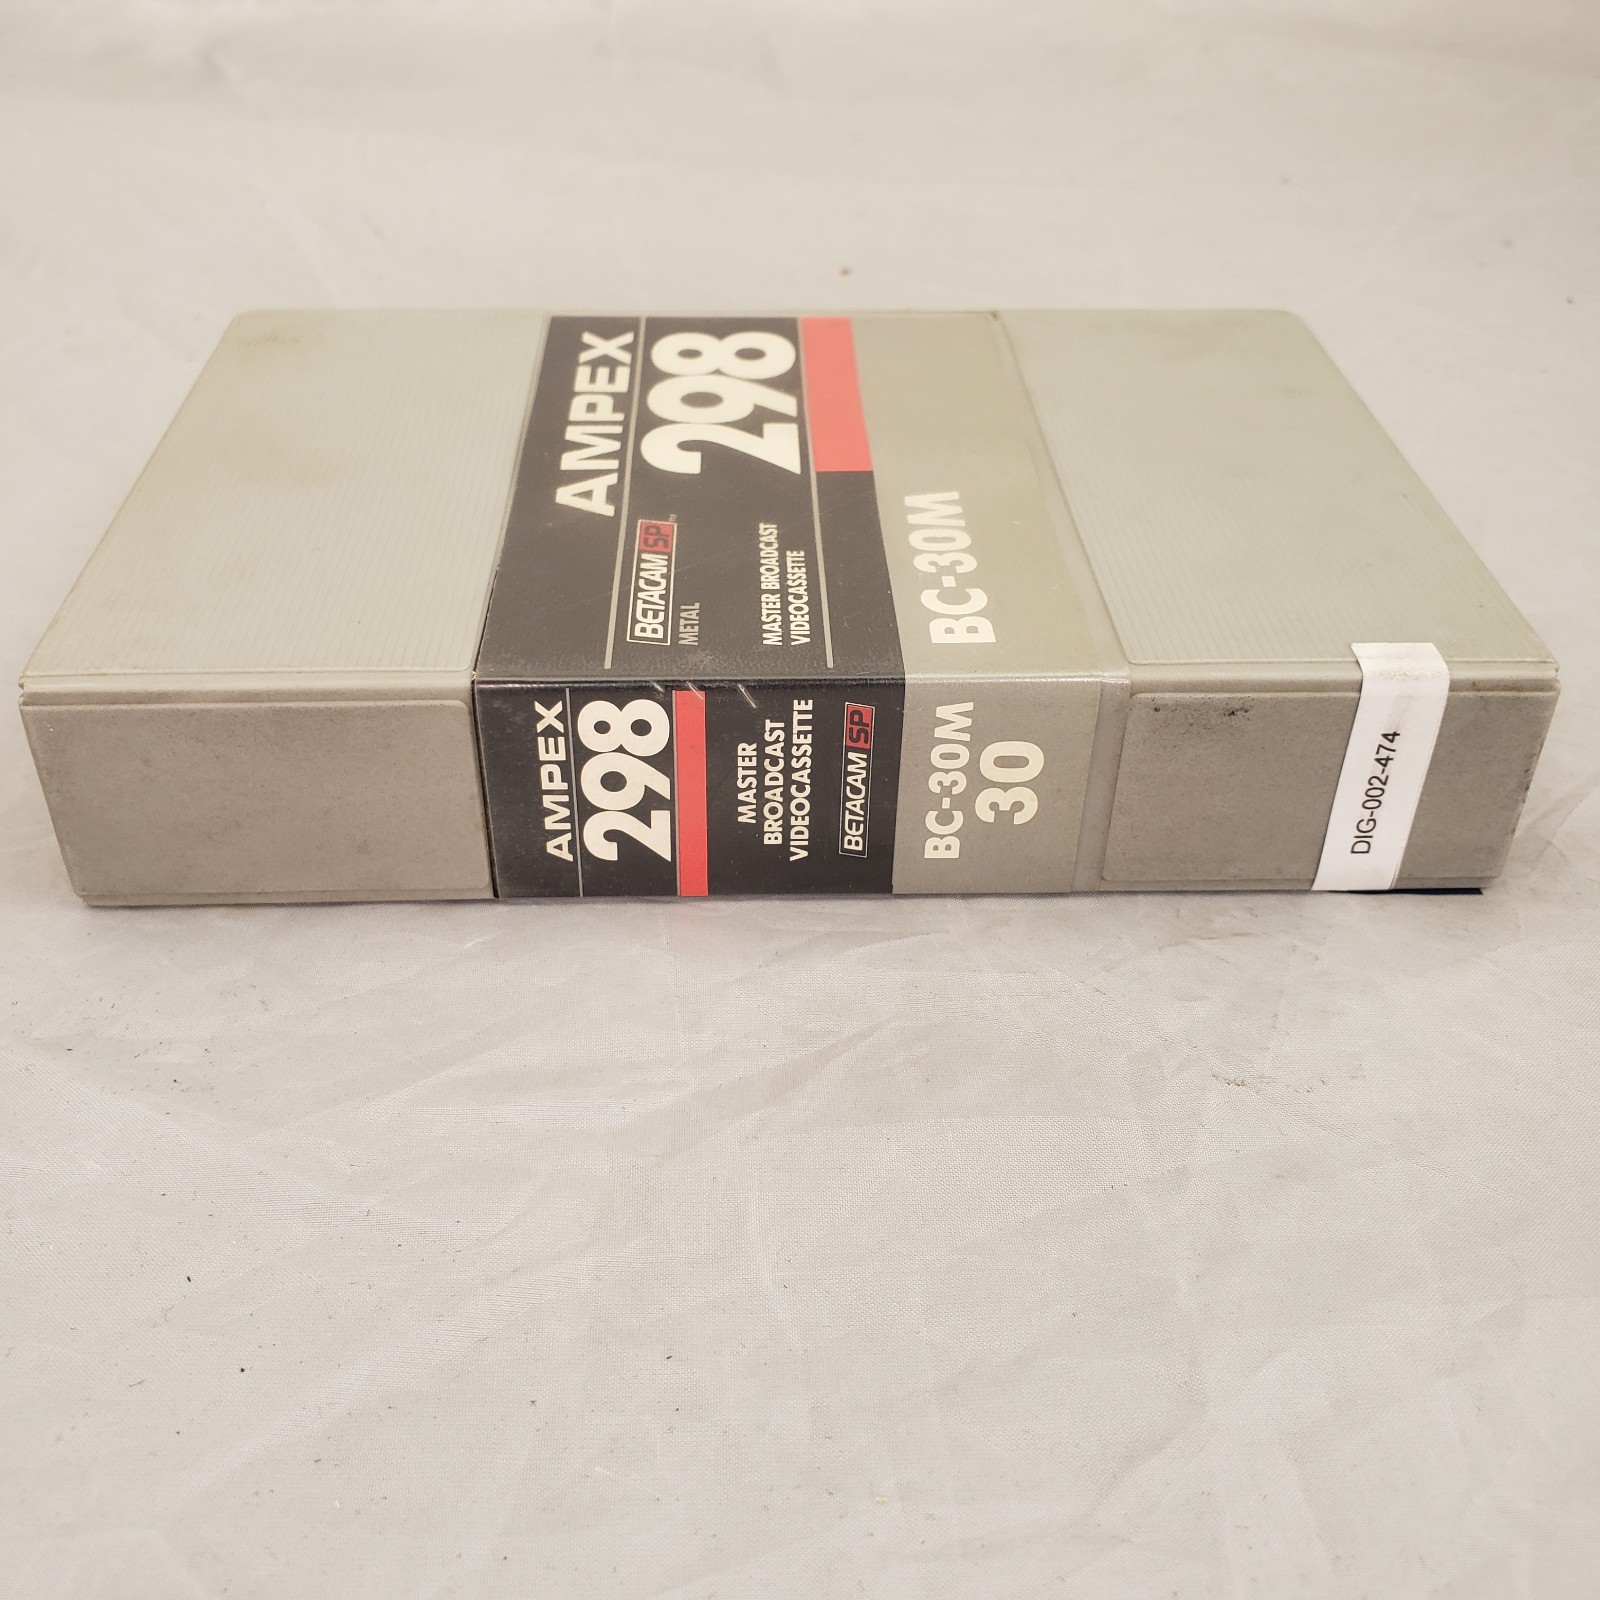 AMPEX
298
BETACAM SP™
METAL
MASTER BROADCAST
VIDEOCASSETTE
BC-30M
AMPEX
298
MASTER
BROADCAST
VIDEOCASSETTE
BETACAM SP
BC-30M
30
DIG-002-474